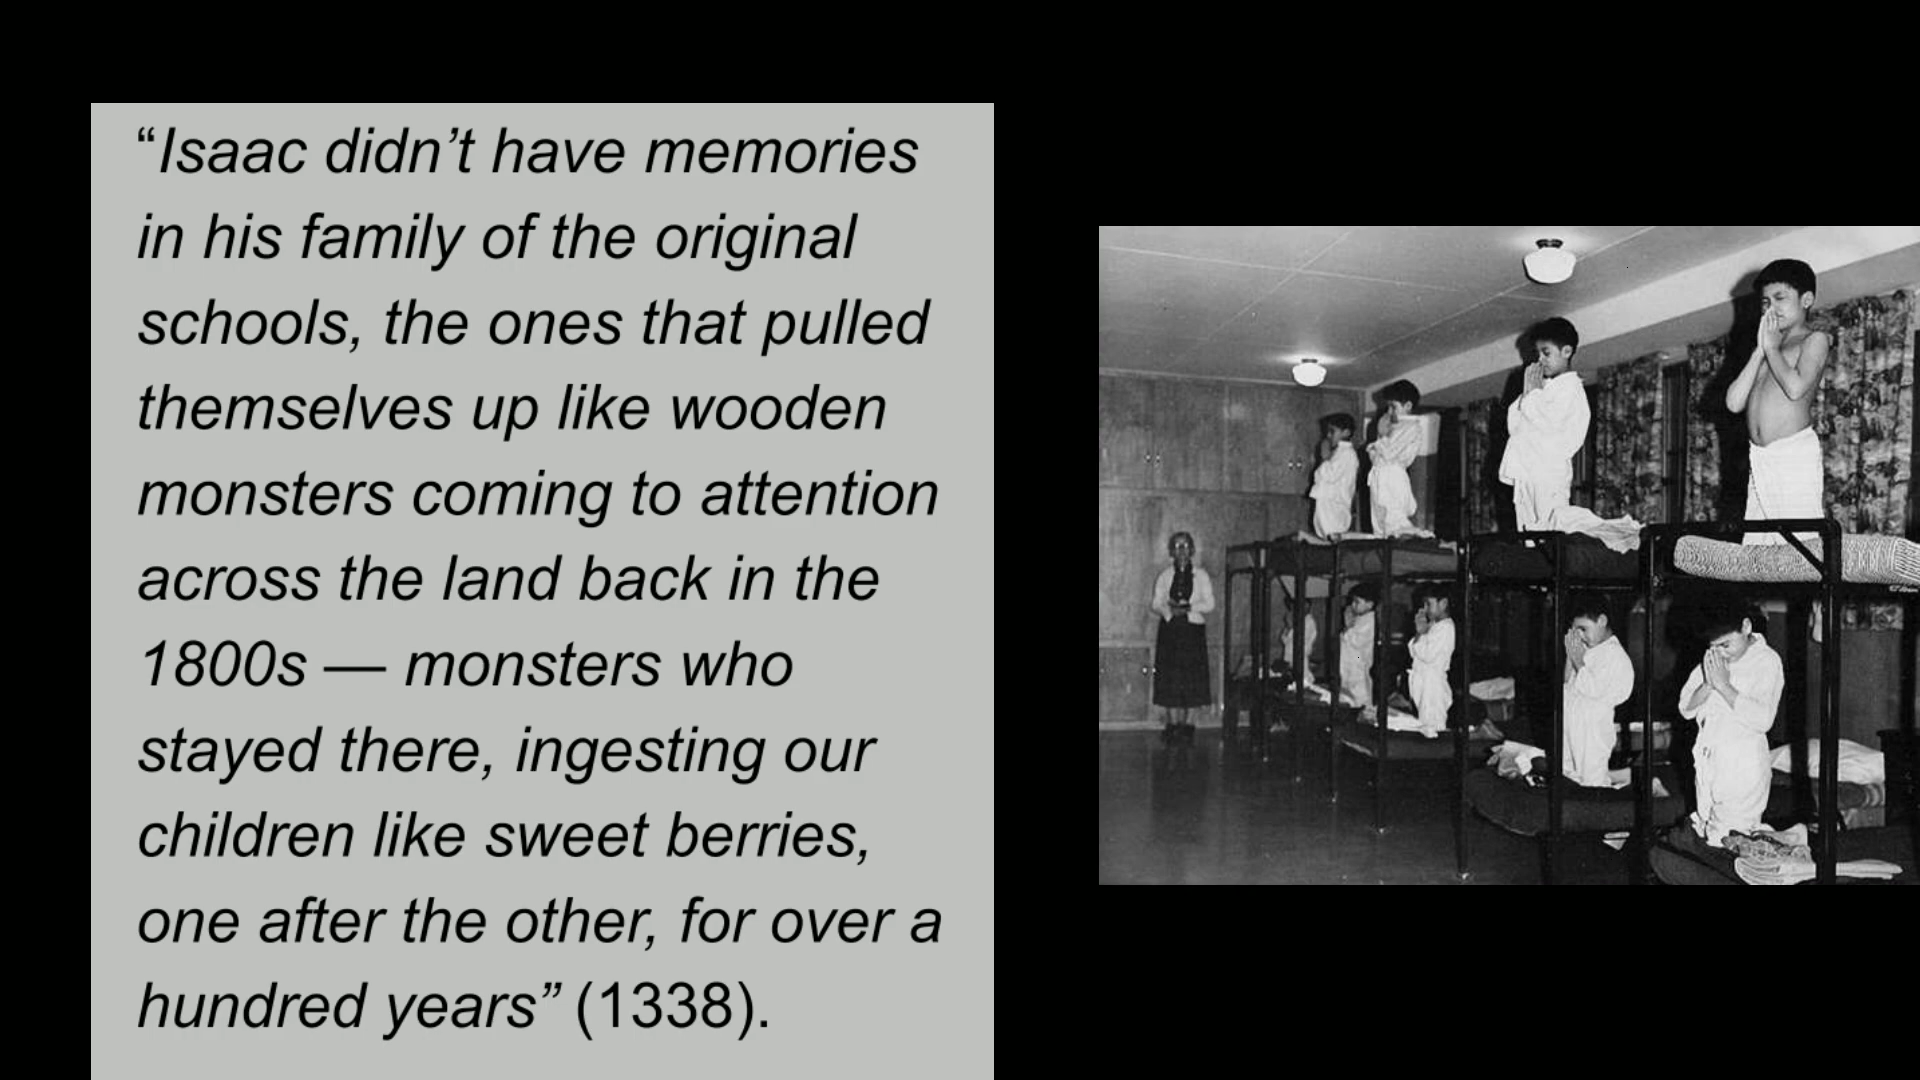 “Isaac didn’t have memories
in his family of the original
schools, the ones that pulled
themselves up like wooden
monsters coming to attention
across the land back in the
1800s — monsters who
stayed there, ingesting our
children like sweet berries,
one after the other, for over a
hundred years” (1338).